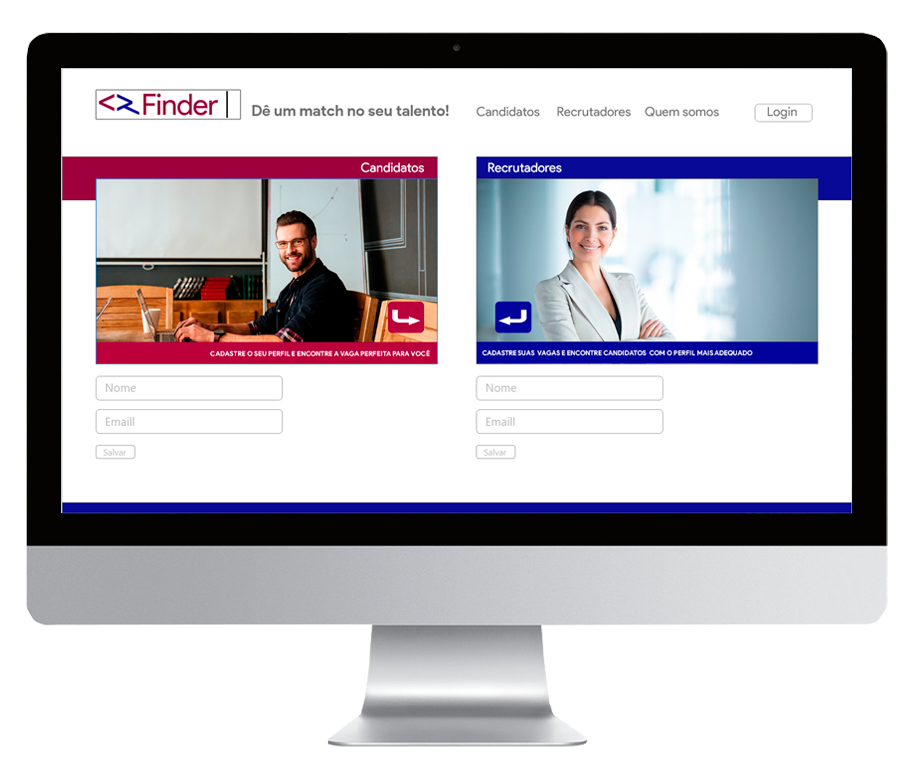 Finder
Dê um match no seu talento!
Candidatos
Recrutadores
Quem somos
Login
Candidatos
CADASTRE O SEU PERFIL E ENCONTRE A VAGA PERFEITA PARA VOCÊ
Nome
Emaill
Salvar
Recrutadores
CADASTRE SUAS VAGAS E ENCONTRE CANDIDATOS COM O PERFIL MAIS ADEQUADO
Nome
Emaill
Salvar